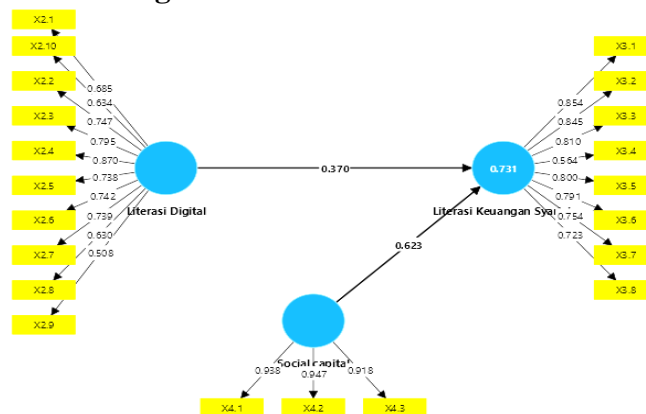 X2.1
X2.10
X2.2
X2.3
X2.4
X2.5
X2.6
X2.7
X2.8
X2.9
0.685
0.634
0.747
0.795
0.870
0.738
0.742
0.739
0.630
0.508
Literasi Digital
0.370
0.731
Literasi Keuangan
0.623
0.854
0.845
0.810
0.564
0.800
0.791
0.754
0.723
X3.1
X3.2
X3.3
X3.4
X3.5
X3.6
X3.7
X3.8
Social capital
0.938
0.947
0.918
X4.1
X4.2
X4.3